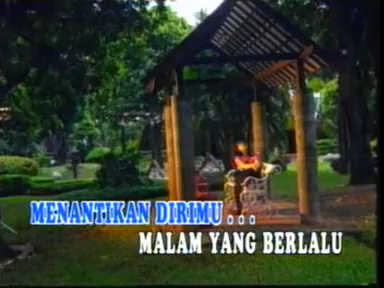 MENANTIKAN DIRIMU . . .
MALAM YANG BERLALU